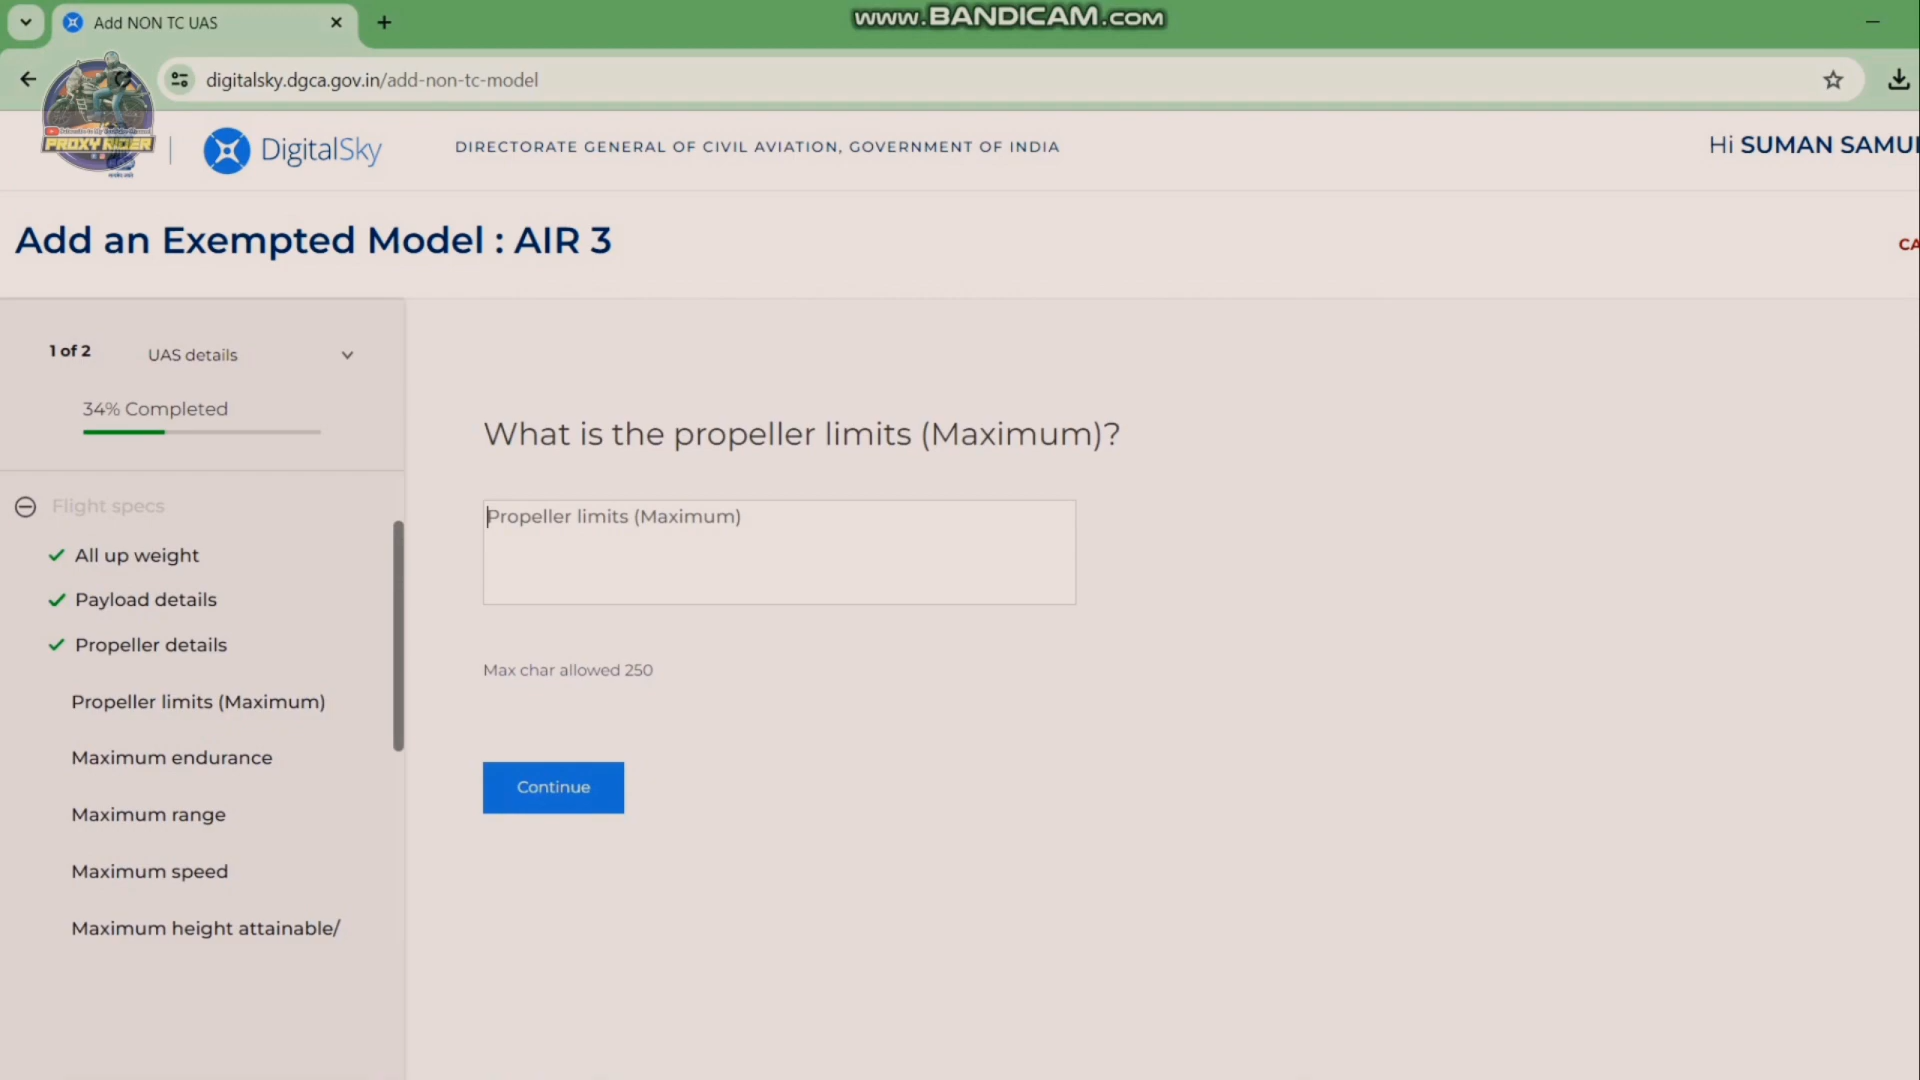 Add NON TC UAS
www.BANDICAM.com
digitalsky.dgca.gov.in/add-non-tc-model
PROXY RIDER
DigitalSky
DIRECTORATE GENERAL OF CIVIL AVIATION, GOVERNMENT OF INDIA
Hi SUMAN SAMU
Add an Exempted Model : AIR 3
CA
1 of 2
UAS details
34% Completed
What is the propeller limits (Maximum)?
Flight specs
Propeller limits (Maximum)
All up weight
Payload details
Propeller details
Max char allowed 250
Propeller limits (Maximum)
Maximum endurance
Continue
Maximum range
Maximum speed
Maximum height attainable/